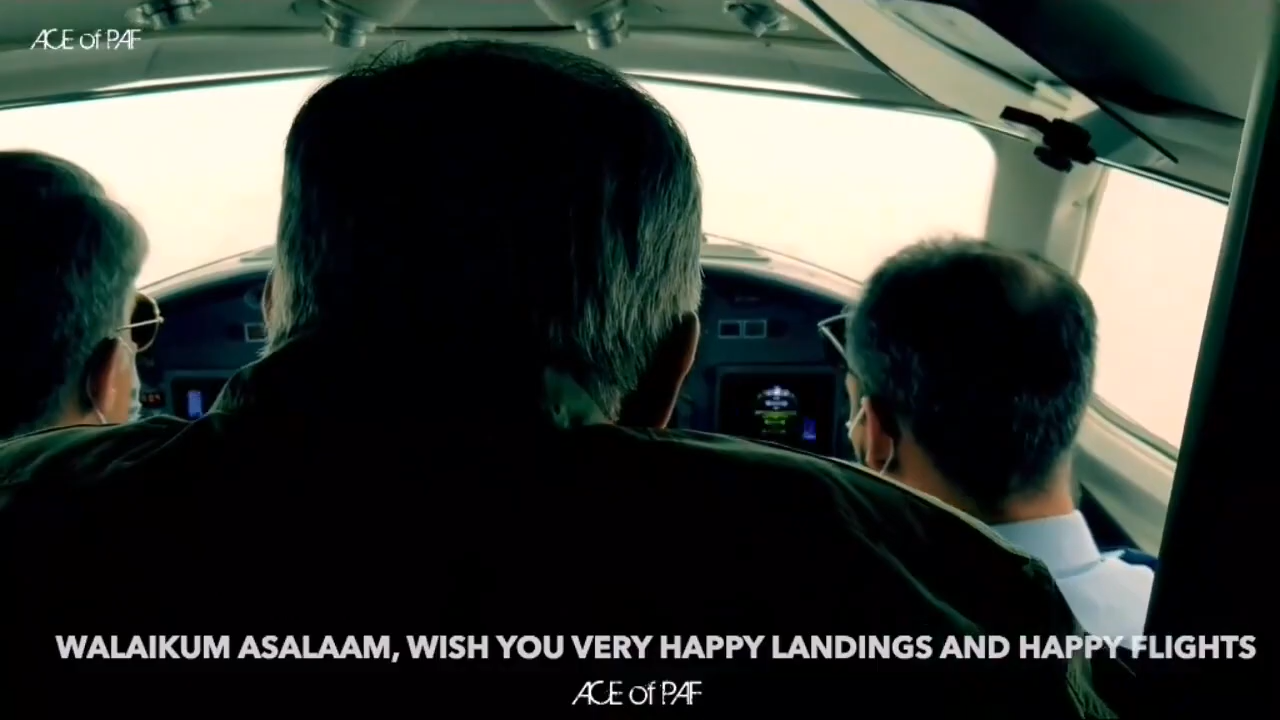 ACE of PAF
WALAIKUM ASALAAM, WISH YOU VERY HAPPY LANDINGS AND HAPPY FLIGHTS
ACE of PAF